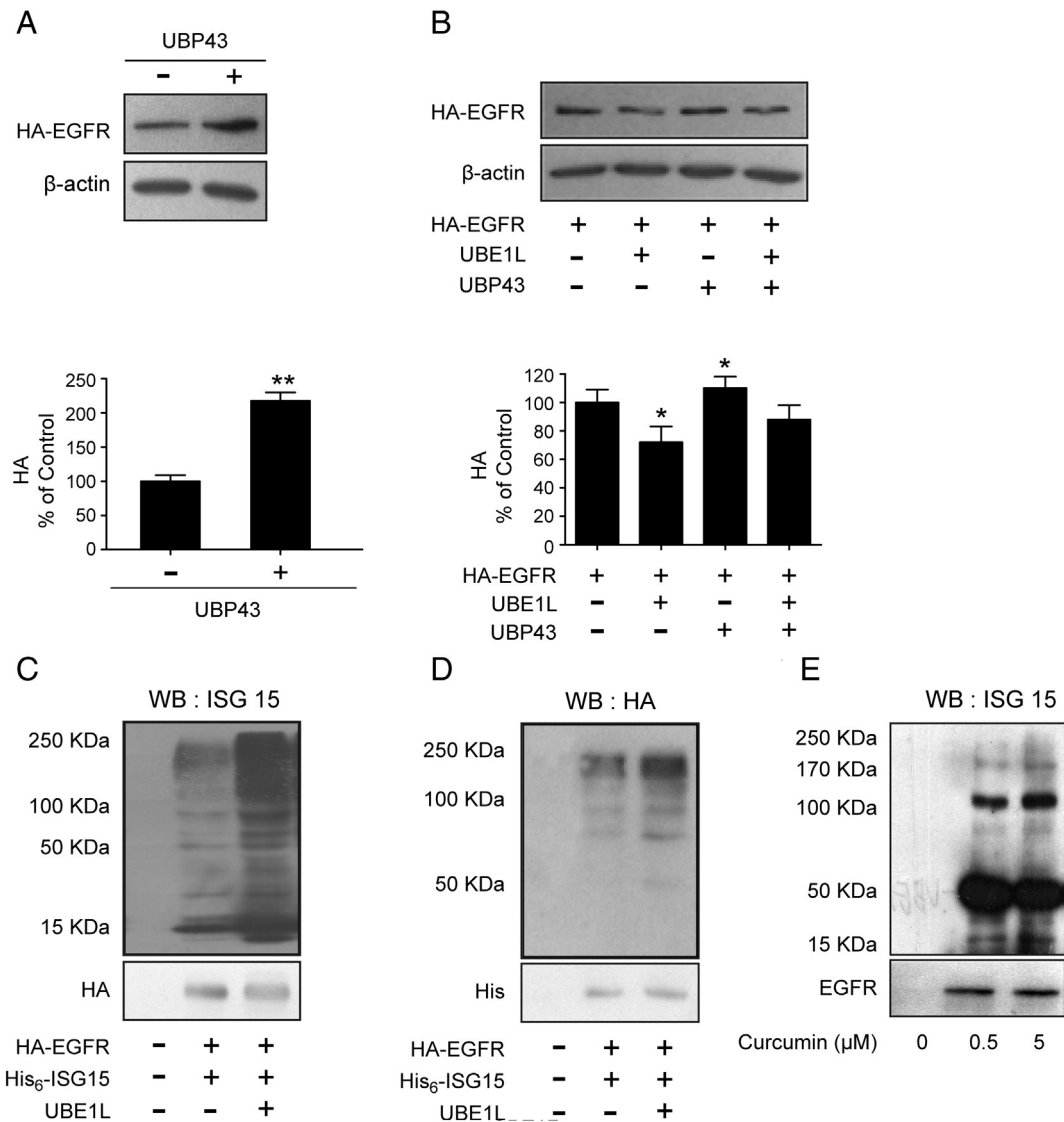 A
UBP43
- +
HA-EGFR
β-actin
250
200
150
100
50
0
HA
% of Control
**
- +
UBP43
B
HA-EGFR
β-actin
HA-EGFR + + + +
UBE1L - + - +
UBP43 - - + +
120
100
80
60
40
20
0
HA
% of Control
*
*
HA-EGFR + + + +
UBE1L - + - +
UBP43 - - + +
C
WB : ISG 15
250 KDa
100 KDa
50 KDa
15 KDa
HA
HA-EGFR - + +
His₆-ISG15 - + +
UBE1L - - +
D
WB : HA
250 KDa
100 KDa
50 KDa
His
HA-EGFR - + +
His₆-ISG15 - + +
UBE1L - - +
E
WB : ISG 15
250 KDa
170 KDa
100 KDa
50 KDa
15 KDa
EGFR
Curcumin (µM) 0 0.5 5